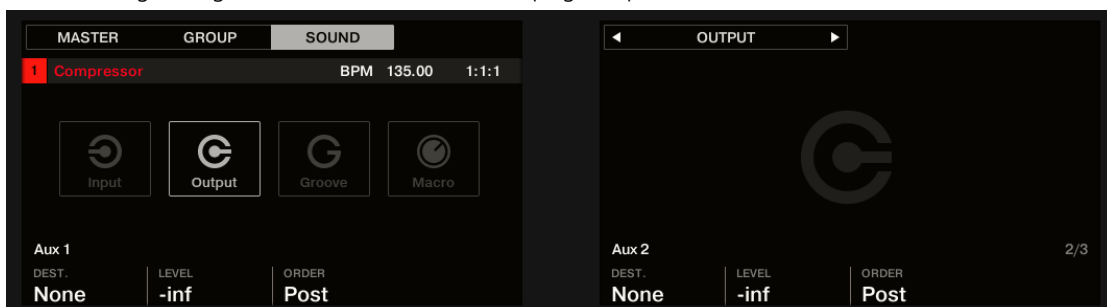 MASTER GROUP SOUND
1 Compressor BPM 135.00 1:1:1
Input Output Groove Macro
Aux 1
DEST. LEVEL ORDER
None -inf Post
OUTPUT
Aux 2 2/3
DEST. LEVEL ORDER
None -inf Post